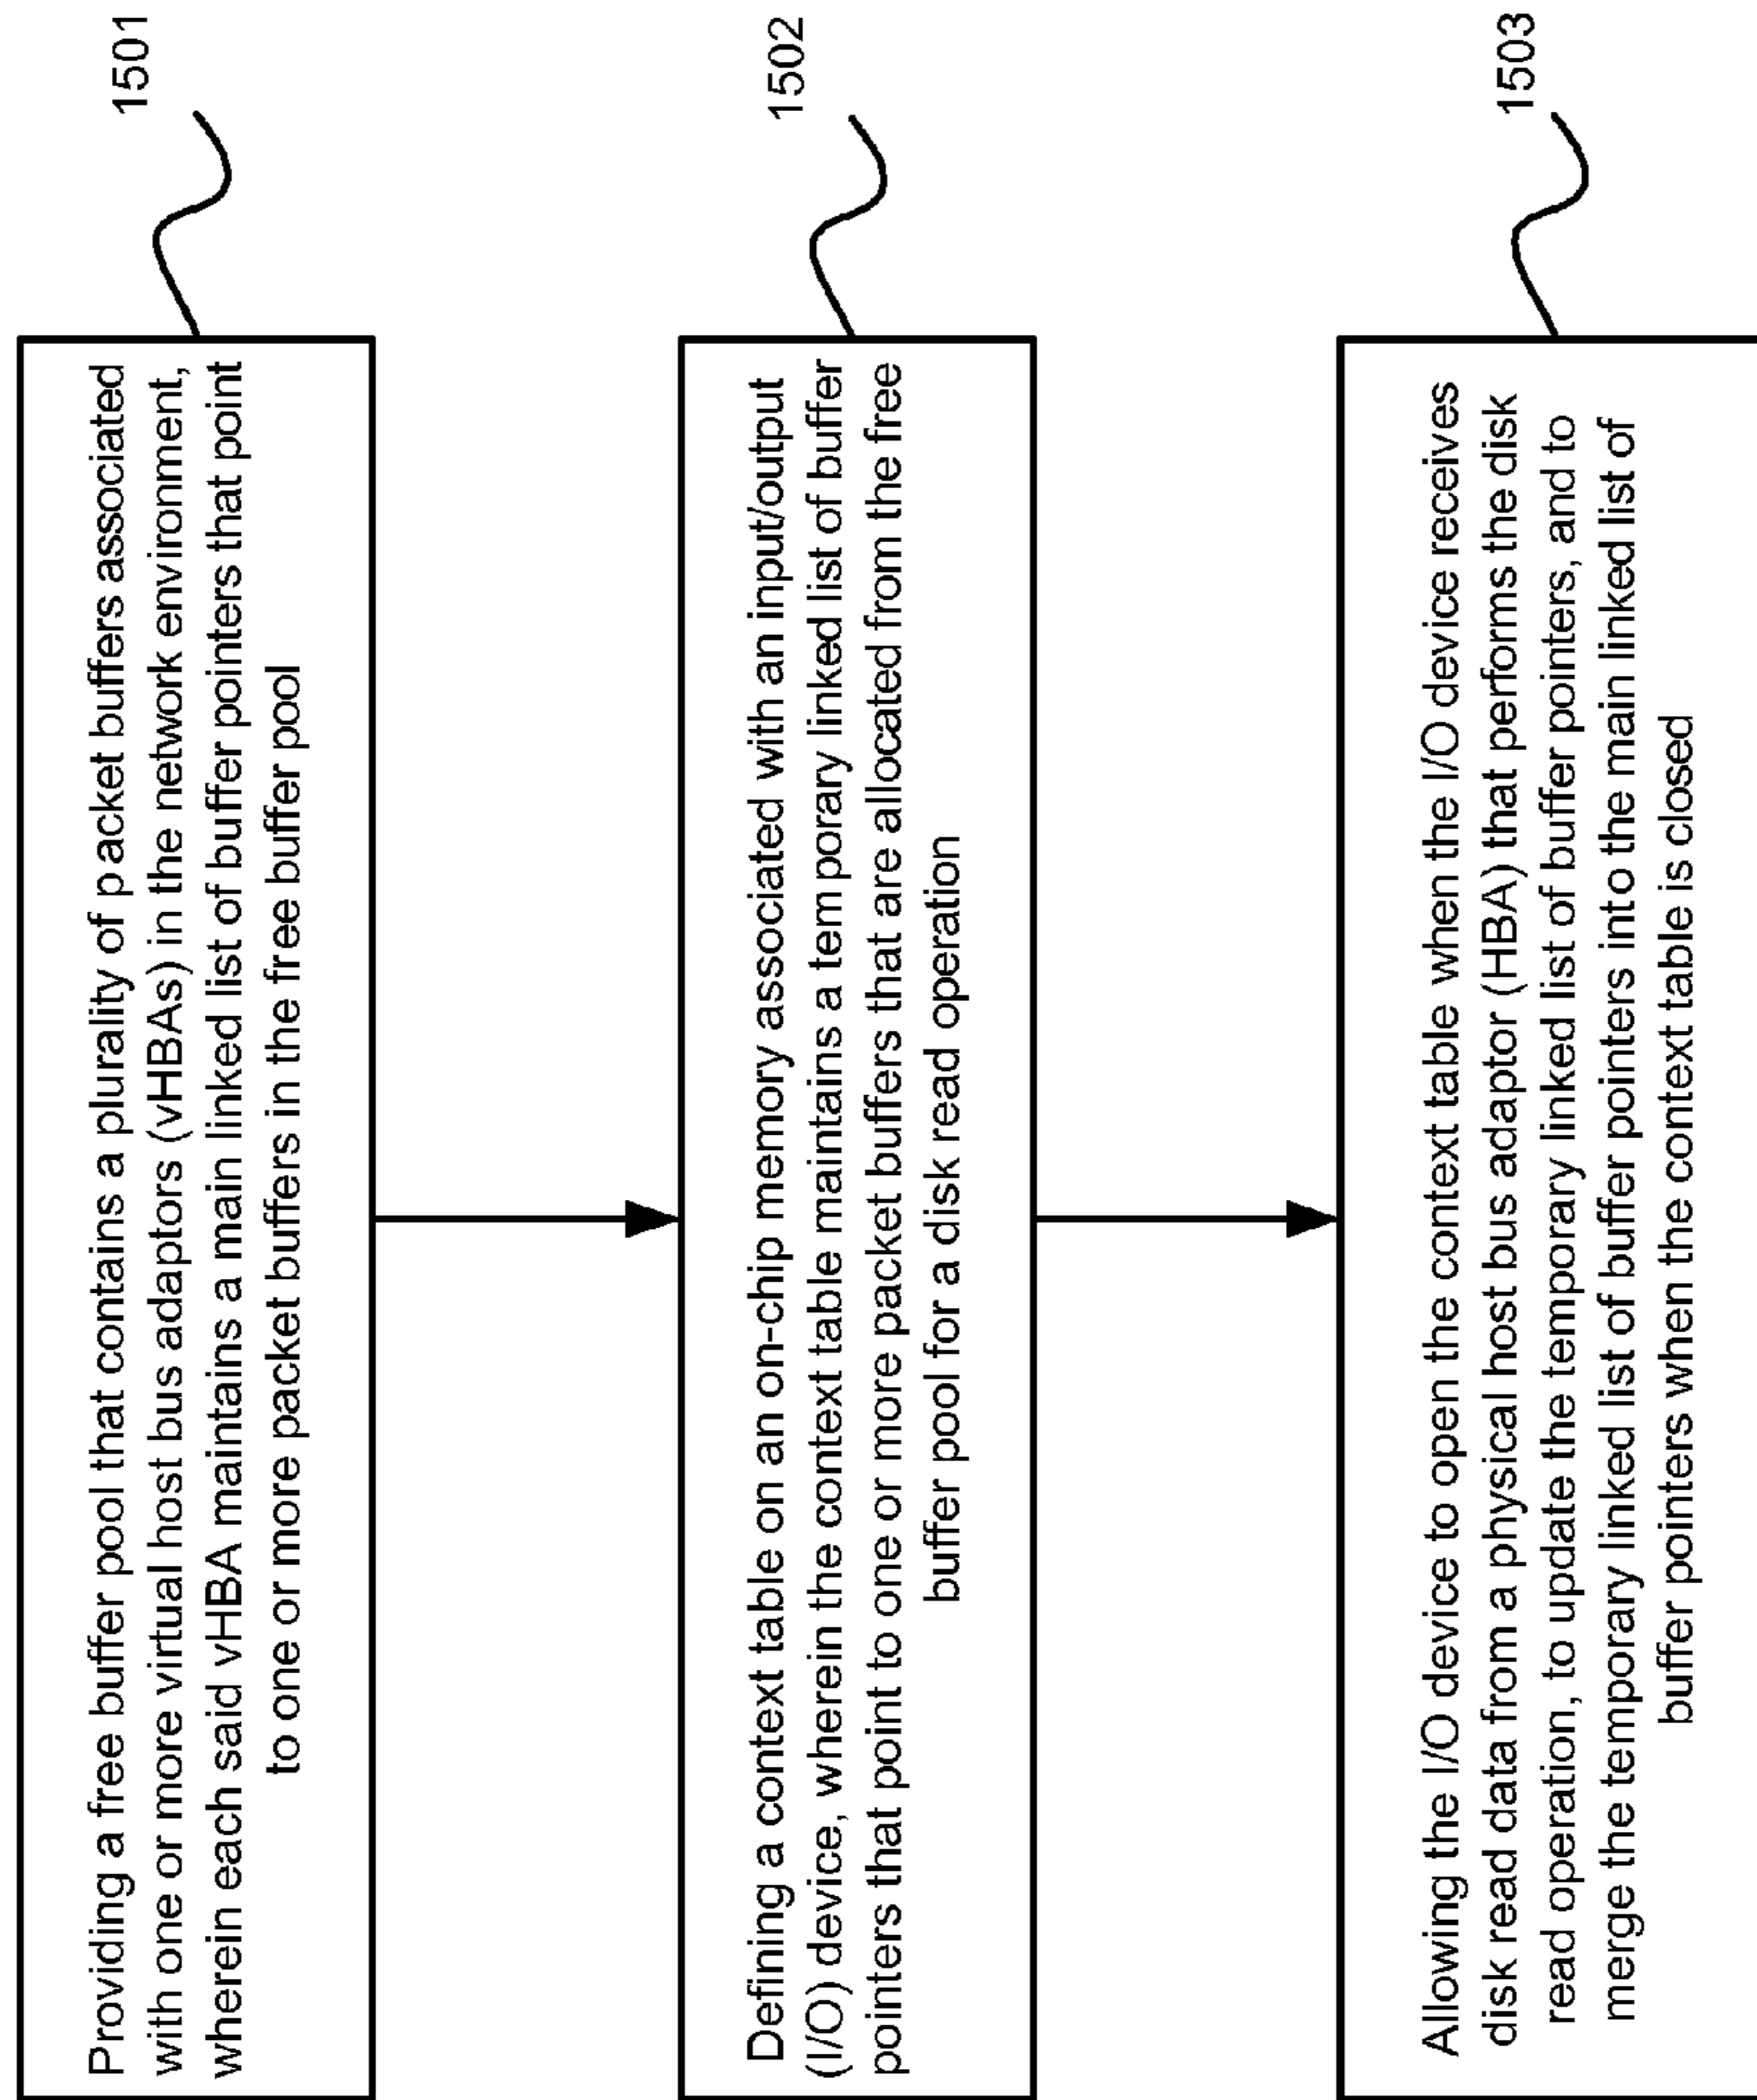 Providing a free buffer pool that contains a plurality of packet buffers associated
with one or more virtual host bus adaptors (vHBAs) in the network environment,
wherein each said vHBA maintains a main linked list of buffer pointers that point
to one or more packet buffers in the free buffer pool
1501
Defining a context table on an on-chip memory associated with an input/output
(I/O) device, wherein the context table maintains a temporary linked list of buffer
pointers that point to one or more packet buffers that are allocated from the free
buffer pool for a disk read operation
1502
Allowing the I/O device to open the context table when the I/O device receives
disk read data from a physical host bus adaptor (HBA) that performs the disk
read operation, to update the temporary linked list of buffer pointers, and to
merge the temporary linked list of buffer pointers into the main linked list of
buffer pointers when the context table is closed
1503